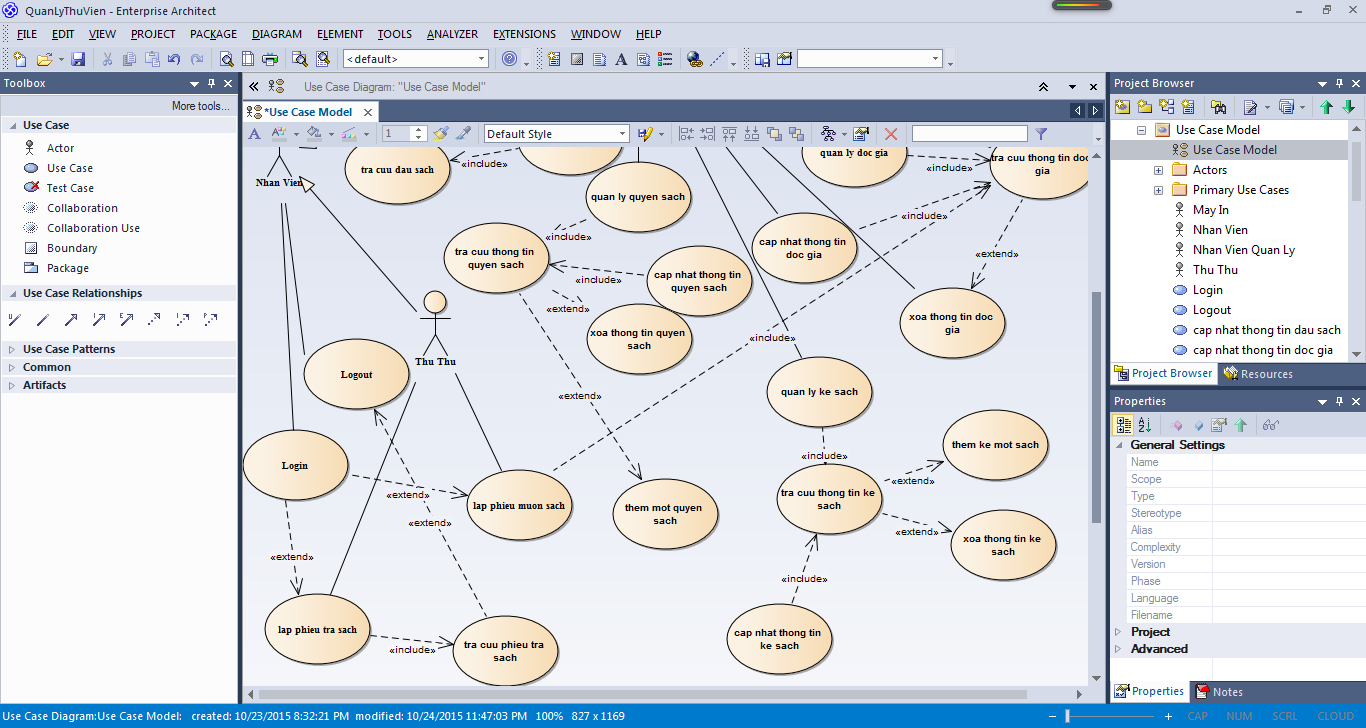 QuanLyThuVien - Enterprise Architect
FILE EDIT VIEW PROJECT PACKAGE DIAGRAM ELEMENT TOOLS ANALYZER EXTENSIONS WINDOW HELP
<default>
Toolbox
More tools...
Use Case
Actor
Use Case
Test Case
Collaboration
Collaboration Use
Boundary
Package
Use Case Relationships
Use Case Patterns
Common
Artifacts
Use Case Diagram: "Use Case Model"
*Use Case Model
1
Default Style
Nhan Vien
tra cuu dau sach
«include»
quan ly doc gia
«include»
tra cuu thong tin doc
gia
quan ly quyen sach
«include»
«include»
tra cuu thong tin
quyen sach
cap nhat thong tin
doc gia
«extend»
«include»
cap nhat thong tin
quyen sach
«extend»
xoa thong tin quyen
sach
xoa thong tin doc
gia
«include»
Thu Thu
Logout
«extend»
quan ly ke sach
«include»
them ke mot sach
Login
«extend»
«extend»
lap phieu muon sach
«extend»
them mot quyen
sach
tra cuu thong tin ke
sach
«extend»
xoa thong tin ke
sach
«extend»
«include»
lap phieu tra sach
«include»
tra cuu phieu tra
sach
cap nhat thong tin
ke sach
Project Browser
Use Case Model
Use Case Model
Actors
Primary Use Cases
May In
Nhan Vien
Nhan Vien Quan Ly
Thu Thu
Login
Logout
cap nhat thong tin dau sach
cap nhat thong tin doc gia
Project Browser Resources
Properties
General Settings
Name
Scope
Type
Stereotype
Alias
Complexity
Version
Phase
Language
Filename
Project
Advanced
Properties Notes
Use Case Diagram:Use Case Model: created: 10/23/2015 8:32:21 PM modified: 10/24/2015 11:47:03 PM 100% 827 x 1169
CAP NUM SCRL CLOUD